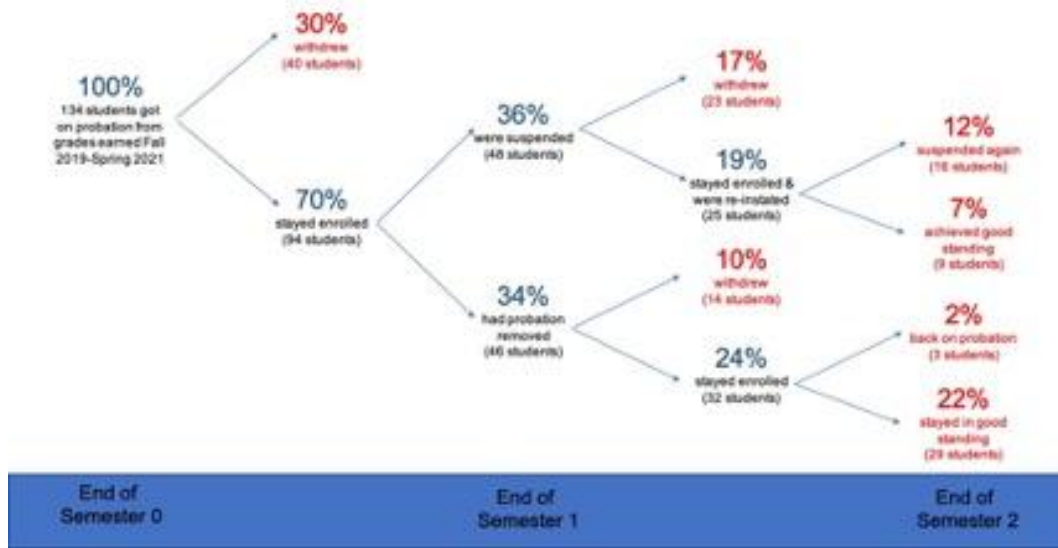 100%
134 students got
on probation from
grades earned Fall
2019-Spring 2021
30%
withdrew
(40 students)
70%
stayed enrolled
(94 students)
36%
were suspended
(48 students)
34%
had probation
removed
(46 students)
17%
withdrew
(23 students)
19%
stayed enrolled &
were re-instated
(25 students)
10%
withdrew
(14 students)
24%
stayed enrolled
(32 students)
12%
suspended again
(16 students)
7%
achieved good
standing
(9 students)
2%
back on probation
(3 students)
22%
stayed in good
standing
(29 students)
End of
Semester 0
End of
Semester 1
End of
Semester 2